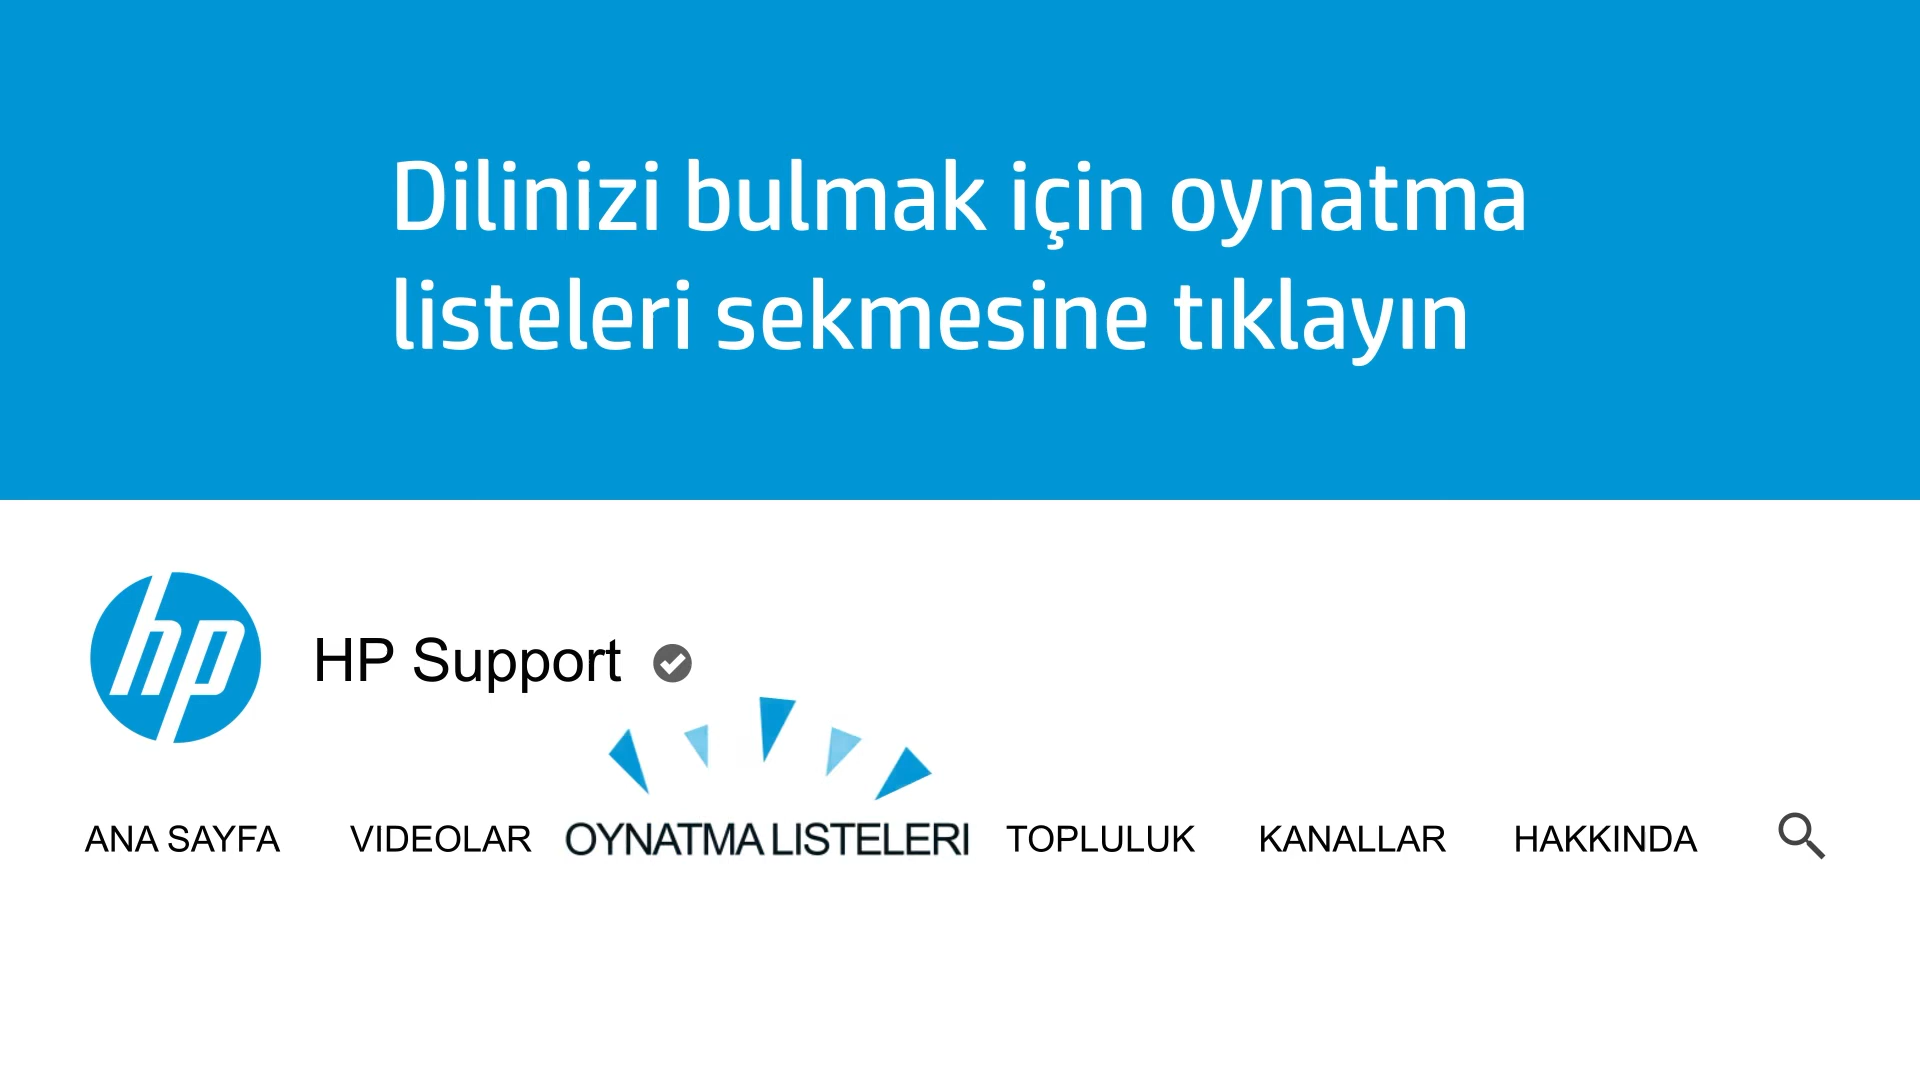 Dilinizi bulmak için oynatma
listeleri sekmesine tıklayın
hp
HP Support
ANA SAYFA VIDEOLAR OYNATMA LISTELERI TOPLULUK KANALLAR HAKKINDA